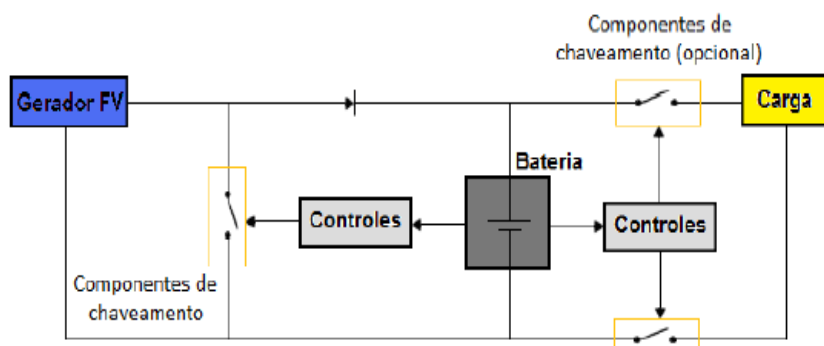 Componentes de
chaveamento (opcional)
Gerador FV
Carga
Bateria
Controles
Controles
Componentes de
chaveamento